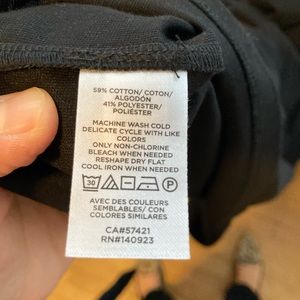 59% COTTON/ COTON/
ALGODÓN
41% POLYESTER/
POLIÉSTER
MACHINE WASH COLD
DELICATE CYCLE WITH LIKE
COLORS
ONLY NON-CHLORINE
BLEACH WHEN NEEDED
RESHAPE DRY FLAT
COOL IRON WHEN NEEDED
30 P
AVEC DES COULEURS
SEMBLABLES/ CON
COLORES SIMILARES
CA#57421
RN#140923